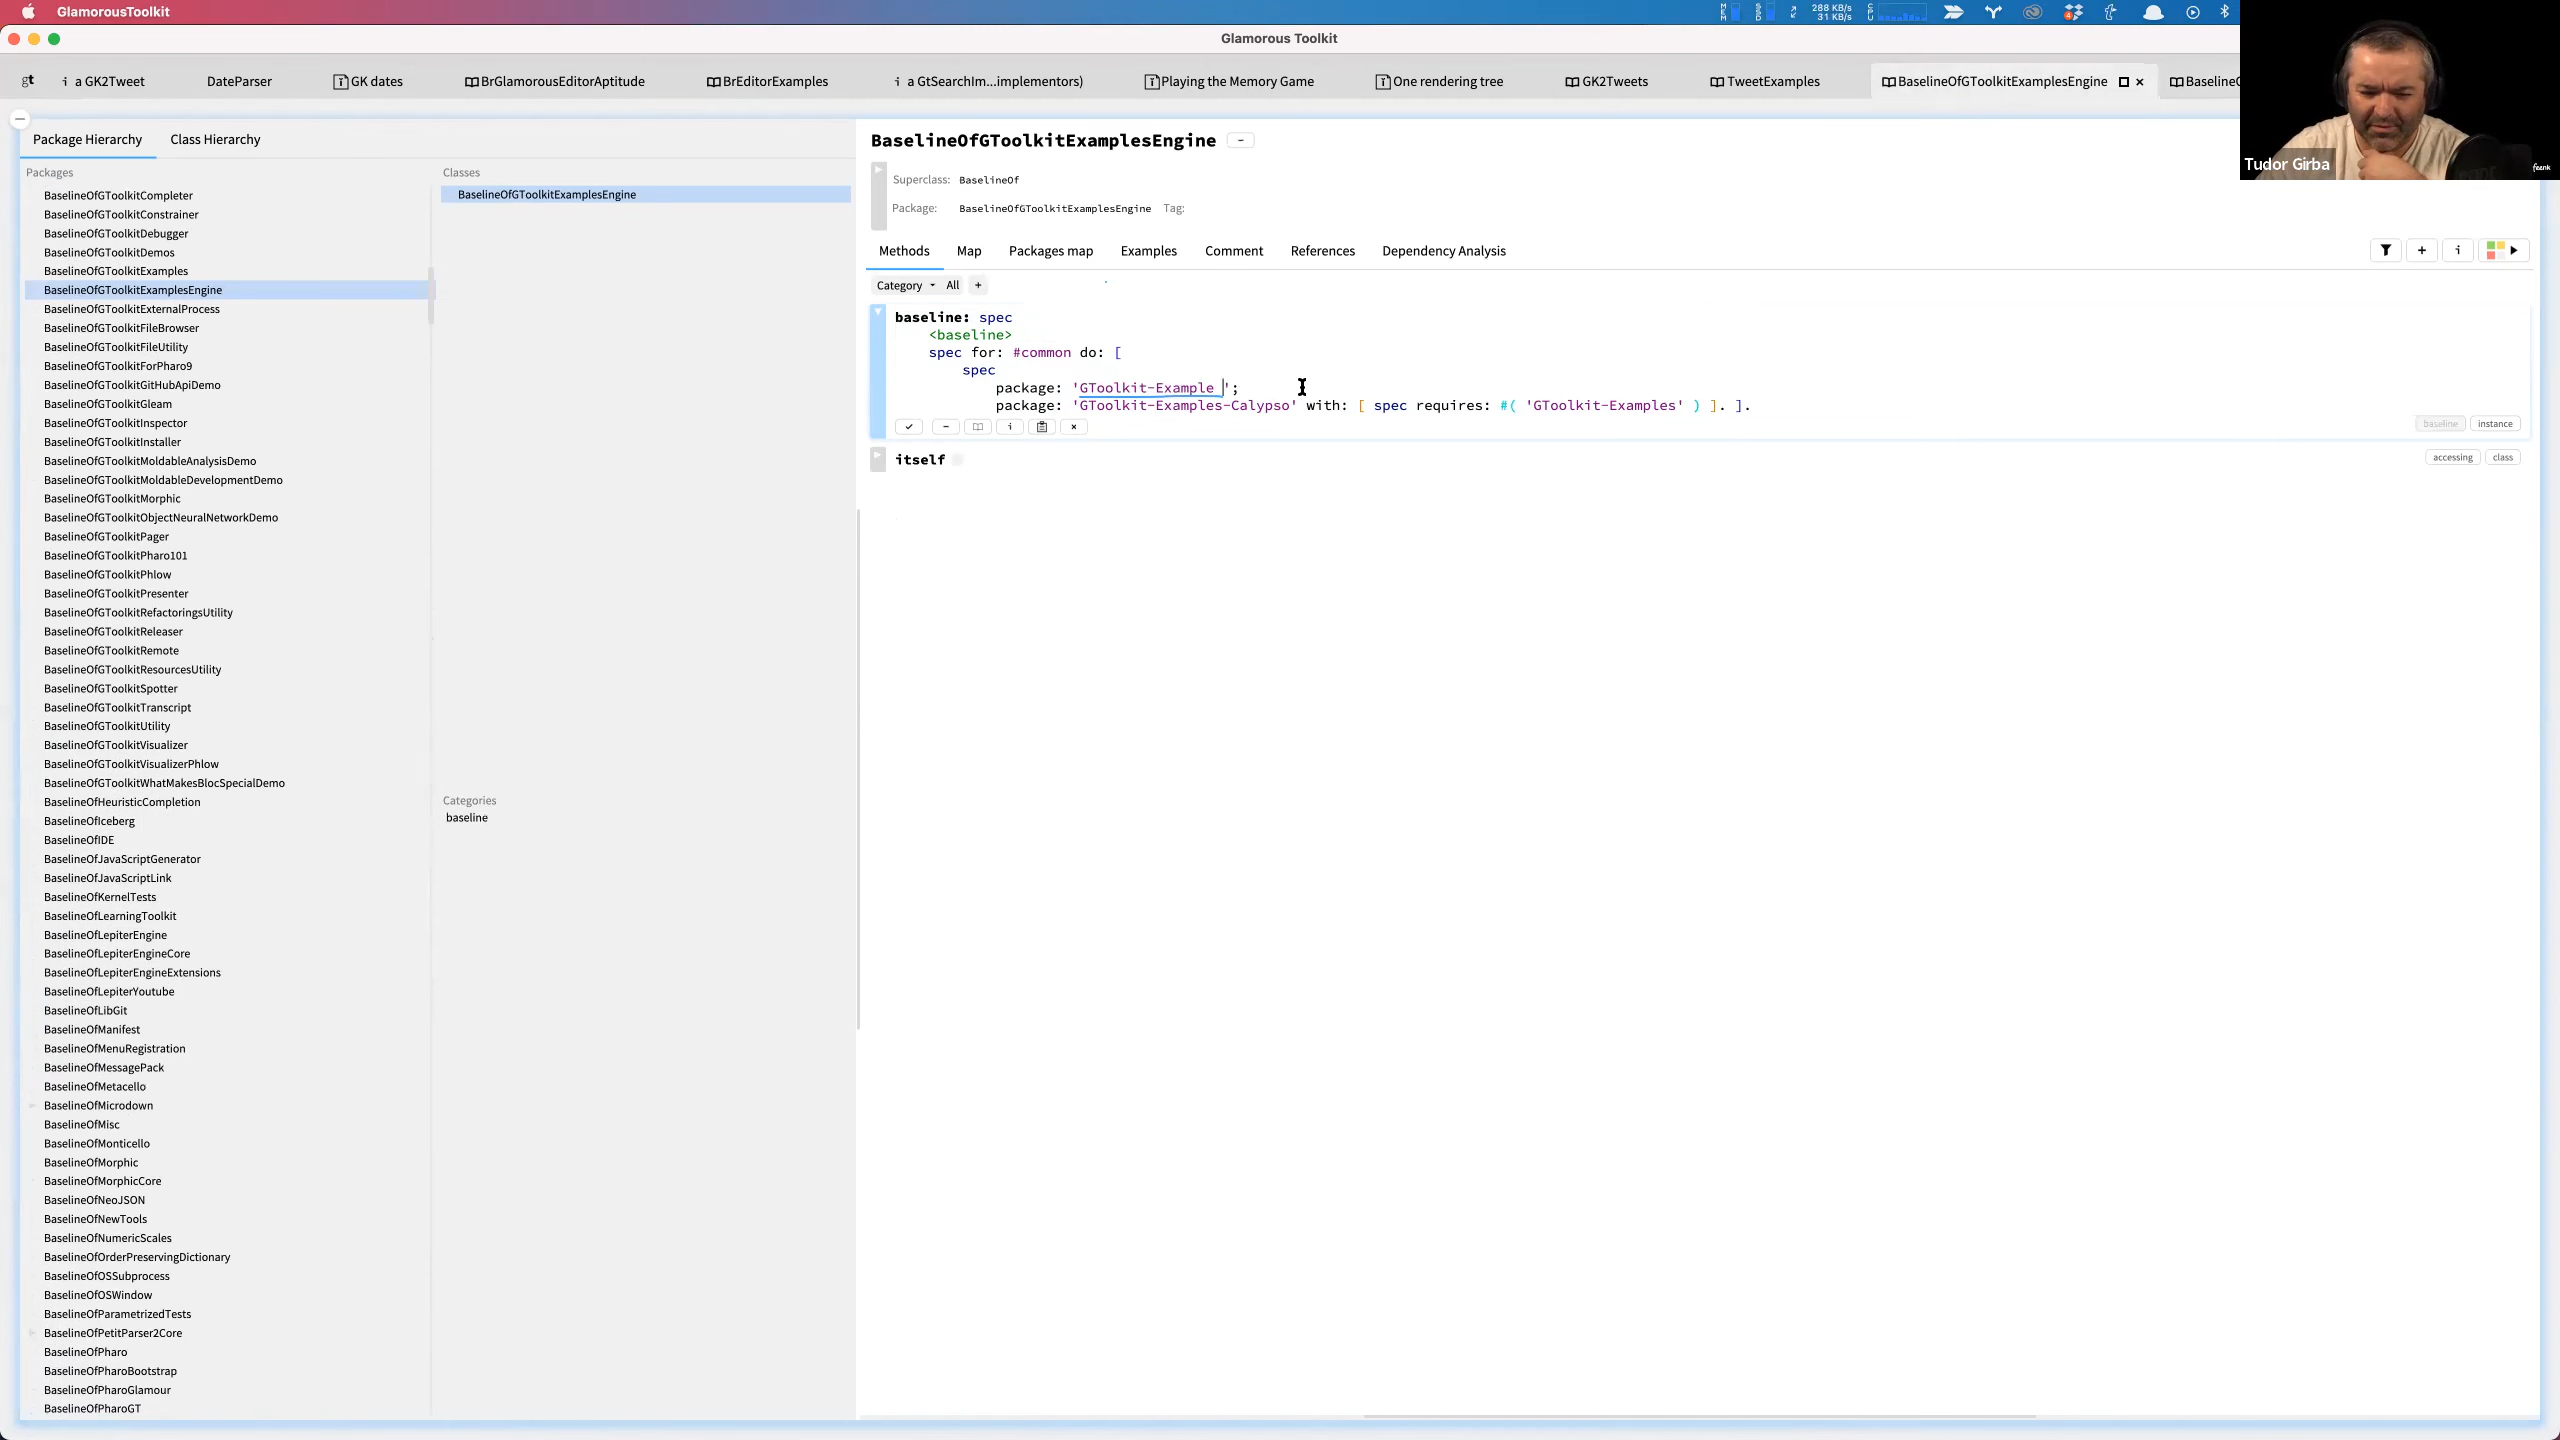 GlamorousToolkit
288 KB/s
31 KB/s
Glamorous Toolkit
gt
i a GK2Tweet
DateParser
GK dates
BrGlamorousEditorAptitude
BrEditorExamples
i a GtSearchIm...implementors)
Playing the Memory Game
One rendering tree
GK2Tweets
TweetExamples
BaselineOfGToolkitExamplesEngine
BaselineO
Tudor Girba
feenk
Package Hierarchy
Class Hierarchy
Packages
BaselineOfGToolkitCompleter
BaselineOfGToolkitConstrainer
BaselineOfGToolkitDebugger
BaselineOfGToolkitDemos
BaselineOfGToolkitExamples
BaselineOfGToolkitExamplesEngine
BaselineOfGToolkitExternalProcess
BaselineOfGToolkitFileBrowser
BaselineOfGToolkitFileUtility
BaselineOfGToolkitForPharo9
BaselineOfGToolkitGitHubApiDemo
BaselineOfGToolkitGleam
BaselineOfGToolkitInspector
BaselineOfGToolkitInstaller
BaselineOfGToolkitMoldableAnalysisDemo
BaselineOfGToolkitMoldableDevelopmentDemo
BaselineOfGToolkitMorphic
BaselineOfGToolkitObjectNeuralNetworkDemo
BaselineOfGToolkitPager
BaselineOfGToolkitPharo101
BaselineOfGToolkitPhlow
BaselineOfGToolkitPresenter
BaselineOfGToolkitRefactoringsUtility
BaselineOfGToolkitReleaser
BaselineOfGToolkitRemote
BaselineOfGToolkitResourcesUtility
BaselineOfGToolkitSpotter
BaselineOfGToolkitTranscript
BaselineOfGToolkitUtility
BaselineOfGToolkitVisualizer
BaselineOfGToolkitVisualizerPhlow
BaselineOfGToolkitWhatMakesBlocSpecialDemo
BaselineOfHeuristicCompletion
BaselineOfIceberg
BaselineOfIDE
BaselineOfJavaScriptGenerator
BaselineOfJavaScriptLink
BaselineOfKernelTests
BaselineOfLearningToolkit
BaselineOfLepiterEngine
BaselineOfLepiterEngineCore
BaselineOfLepiterEngineExtensions
BaselineOfLepiterYoutube
BaselineOfLibGit
BaselineOfManifest
BaselineOfMenuRegistration
BaselineOfMessagePack
BaselineOfMetacello
BaselineOfMicrodown
BaselineOfMisc
BaselineOfMonticello
BaselineOfMorphic
BaselineOfMorphicCore
BaselineOfNeoJSON
BaselineOfNewTools
BaselineOfNumericScales
BaselineOfOrderPreservingDictionary
BaselineOfOSSubprocess
BaselineOfOSWindow
BaselineOfParametrizedTests
BaselineOfPetitParser2Core
BaselineOfPharo
BaselineOfPharoBootstrap
BaselineOfPharoGlamour
BaselineOfPharoGT
Classes
BaselineOfGToolkitExamplesEngine
Categories
baseline
BaselineOfGToolkitExamplesEngine
Superclass: BaselineOf
Package: BaselineOfGToolkitExamplesEngine Tag:
Methods Map Packages map Examples Comment References Dependency Analysis
Category All +
baseline: spec
<baseline>
spec for: #common do: [
spec
package: 'GToolkit-Example ';
package: 'GToolkit-Examples-Calypso' with: [ spec requires: #( 'GToolkit-Examples' ) ]. ].
baseline instance
itself
accessing class